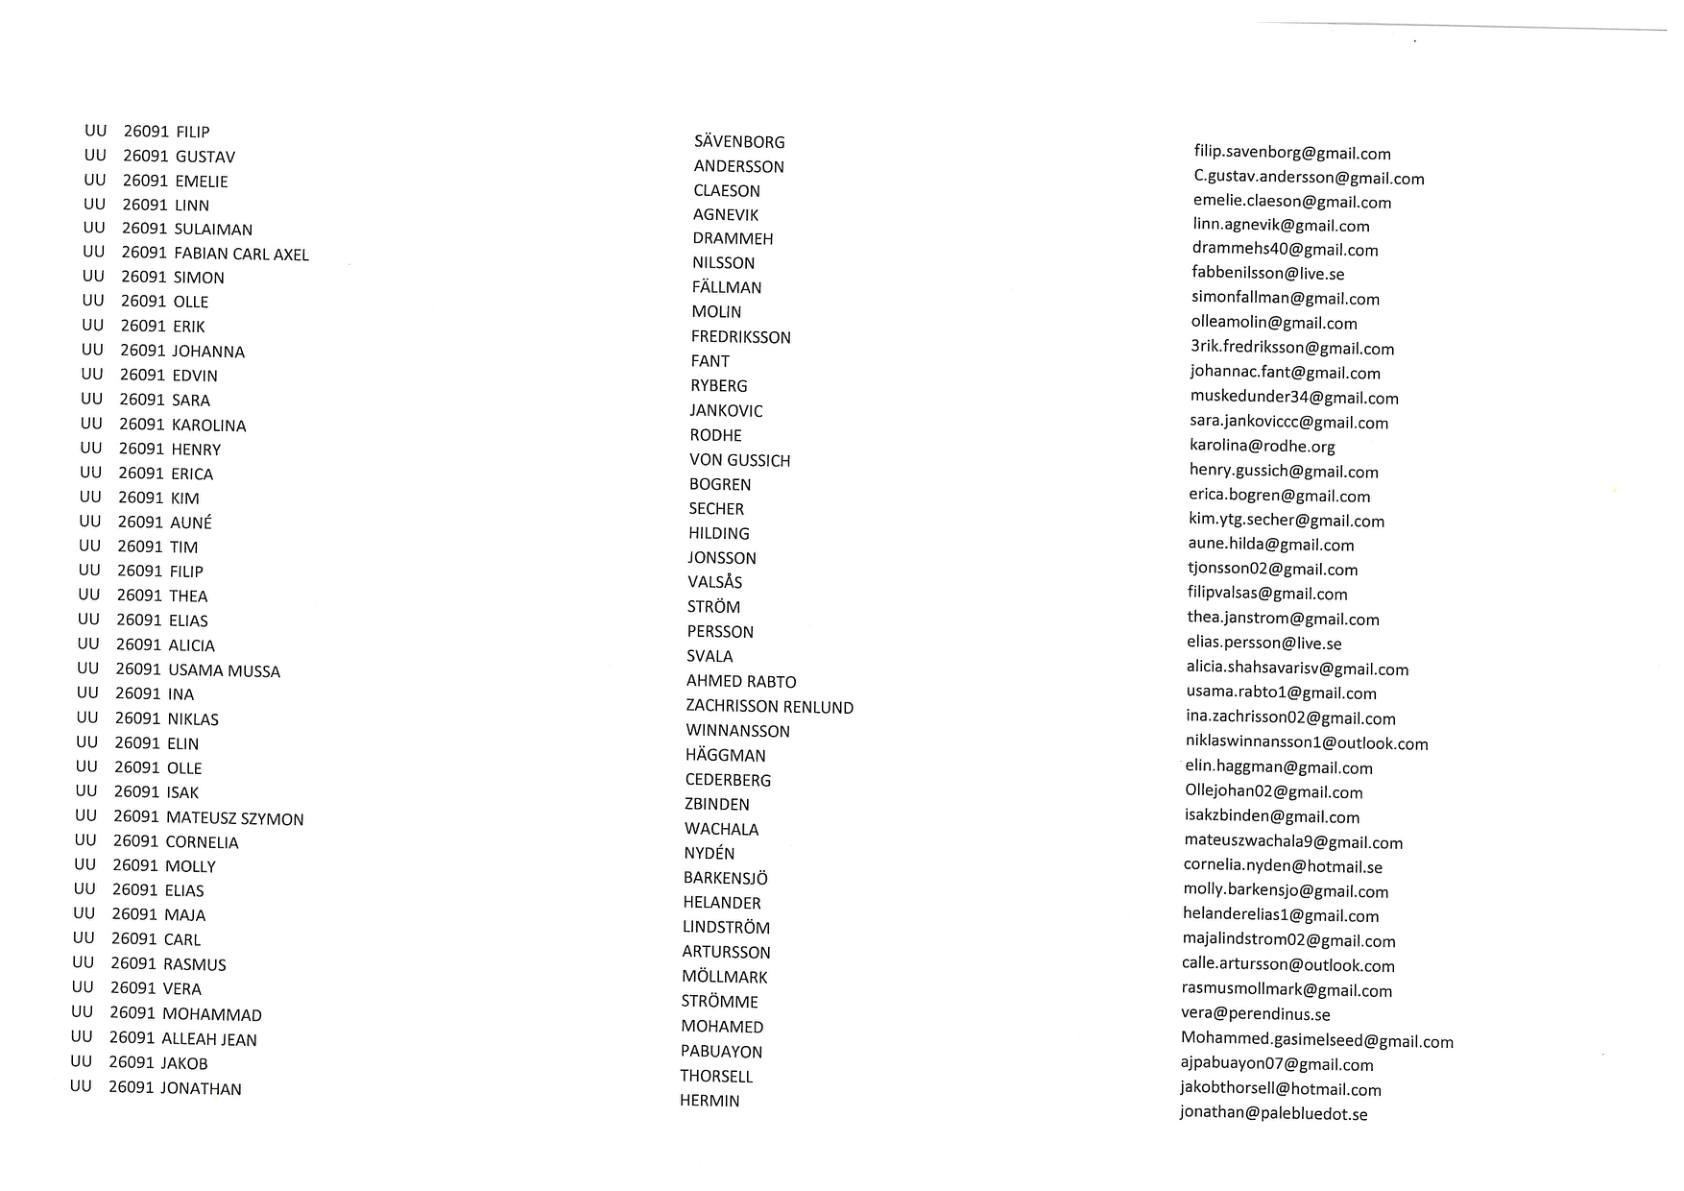 UU 26091 FILIP SÄVENBORG filip.savenborg@gmail.com
UU 26091 GUSTAV ANDERSSON C.gustav.andersson@gmail.com
UU 26091 EMELIE CLAESON emelie.claeson@gmail.com
UU 26091 LINN AGNEVIK linn.agnevik@gmail.com
UU 26091 SULAIMAN DRAMMEH drammehs40@gmail.com
UU 26091 FABIAN CARL AXEL NILSSON fabbenilsson@live.se
UU 26091 SIMON FÄLLMAN simonfallman@gmail.com
UU 26091 OLLE MOLIN olleamolin@gmail.com
UU 26091 ERIK FREDRIKSSON 3rik.fredriksson@gmail.com
UU 26091 JOHANNA FANT johannac.fant@gmail.com
UU 26091 EDVIN RYBERG muskedunder34@gmail.com
UU 26091 SARA JANKOVIC sara.jankoviccc@gmail.com
UU 26091 KAROLINA RODHE karolina@rodhe.org
UU 26091 HENRY VON GUSSICH henry.gussich@gmail.com
UU 26091 ERICA BOGREN erica.bogren@gmail.com
UU 26091 KIM SECHER kim.ytg.secher@gmail.com
UU 26091 AUNÉ HILDING aune.hilda@gmail.com
UU 26091 TIM JONSSON tjonsson02@gmail.com
UU 26091 FILIP VALSÅS filipvalsas@gmail.com
UU 26091 THEA STRÖM thea.janstrom@gmail.com
UU 26091 ELIAS PERSSON elias.persson@live.se
UU 26091 ALICIA SVALA alicia.shahsavarisv@gmail.com
UU 26091 USAMA MUSSA AHMED RABTO usama.rabto1@gmail.com
UU 26091 INA ZACHRISSON RENLUND ina.zachrisson02@gmail.com
UU 26091 NIKLAS WINNANSSON niklaswinnansson1@outlook.com
UU 26091 ELIN HÄGGMAN elin.haggman@gmail.com
UU 26091 OLLE CEDERBERG Ollejohan02@gmail.com
UU 26091 ISAK ZBINDEN isakzbinden@gmail.com
UU 26091 MATEUSZ SZYMON WACHALA mateuszwachala9@gmail.com
UU 26091 CORNELIA NYDÉN cornelia.nyden@hotmail.se
UU 26091 MOLLY BARKENSJÖ molly.barkensjo@gmail.com
UU 26091 ELIAS HELANDER helanderelias1@gmail.com
UU 26091 MAJA LINDSTRÖM majalindstrom02@gmail.com
UU 26091 CARL ARTURSSON calle.artursson@outlook.com
UU 26091 RASMUS MÖLLMARK rasmusmollmark@gmail.com
UU 26091 VERA STRÖMME vera@perendinus.se
UU 26091 MOHAMMAD MOHAMED Mohammed.gasimelseed@gmail.com
UU 26091 ALLEAH JEAN PABUAYON ajpabuayon07@gmail.com
UU 26091 JAKOB THORSELL jakobthorsell@hotmail.com
UU 26091 JONATHAN HERMIN jonathan@palebluedot.se